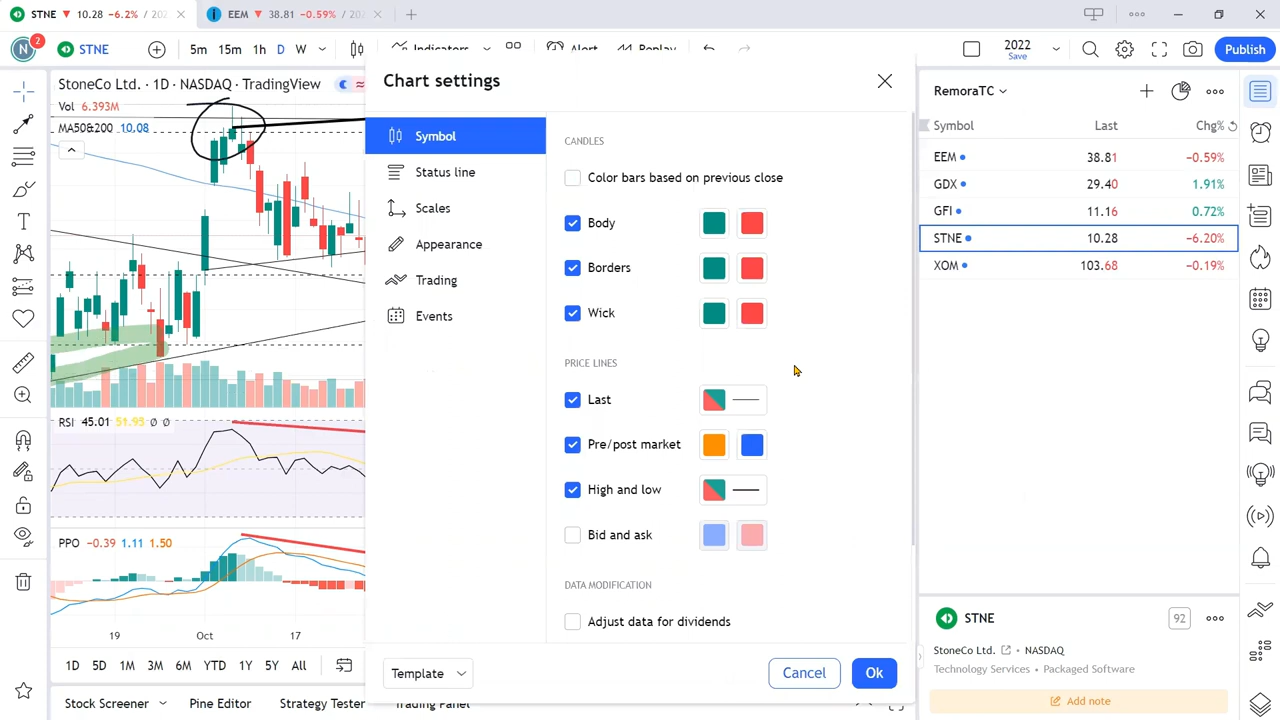 STNE ▼ 10.28 −6.2% / 202
EEM ▼ 38.81 −0.59% / 202
N 2 STNE 5m 15m 1h D W Indicators Alert Replay 2022 Save Publish
StoneCo Ltd. · 1D · NASDAQ · TradingView
Vol 6.393M
MA50&200 10.08
RSI 45.01 51.95 ∅ ∅
PPO −0.39 1.11 1.50
19 Oct 17
1D 5D 1M 3M 6M YTD 1Y 5Y All
Stock Screener Pine Editor Strategy Tester Trading Panel
Chart settings
Symbol
Status line
Scales
Appearance
Trading
Events
CANDLES
Color bars based on previous close
Body
Borders
Wick
PRICE LINES
Last
Pre/post market
High and low
Bid and ask
DATA MODIFICATION
Adjust data for dividends
Template Cancel Ok
RemoraTC
Symbol Last Chg%
EEM 38.81 −0.59%
GDX 29.40 1.91%
GFI 11.16 0.72%
STNE 10.28 −6.20%
XOM 103.68 −0.19%
STNE 92
StoneCo Ltd. · NASDAQ
Technology Services · Packaged Software
Add note